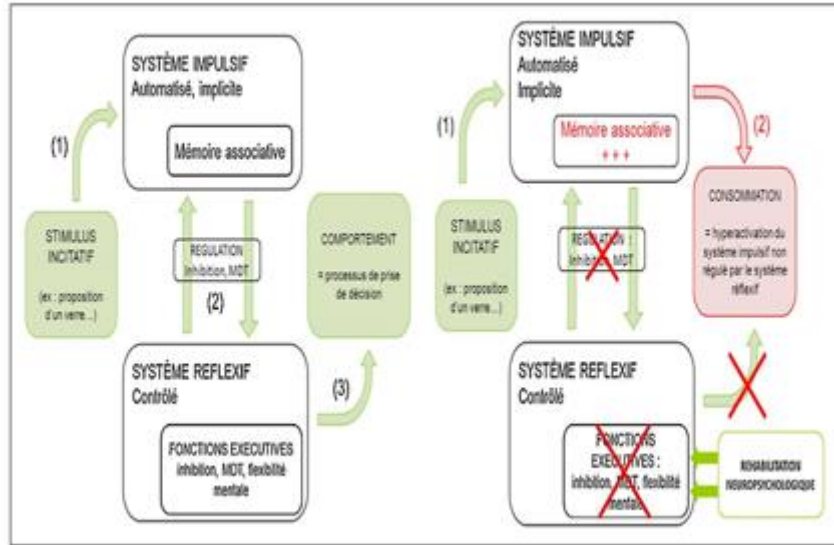 SYSTÈME IMPULSIF
Automatisé, implicite
Mémoire associative
(1)
STIMULUS
INCITATIF
(ex : proposition
d'un verre...)
REGULATION
Inhibition, MDT
(2)
COMPORTEMENT
= processus de prise
de décision
SYSTÈME REFLEXIF
Contrôlé
(3)
FONCTIONS EXECUTIVES
inhibition, MDT, flexibilité
mentale
SYSTÈME IMPULSIF
Automatisé
Implicite
Mémoire associative
+ + +
(1)
(2)
STIMULUS
INCITATIF
(ex : proposition
d'un verre...)
REGULATION :
Inhibition, MDT
CONSOMMATION
= hyperactivation du
système impulsif non
régulé par le système
réflexif
SYSTÈME REFLEXIF
Contrôlé
FONCTIONS
EXECUTIVES :
inhibition, MDT, flexibilité
mentale
REHABILITATION
NEUROPSYCHOLOGIQUE